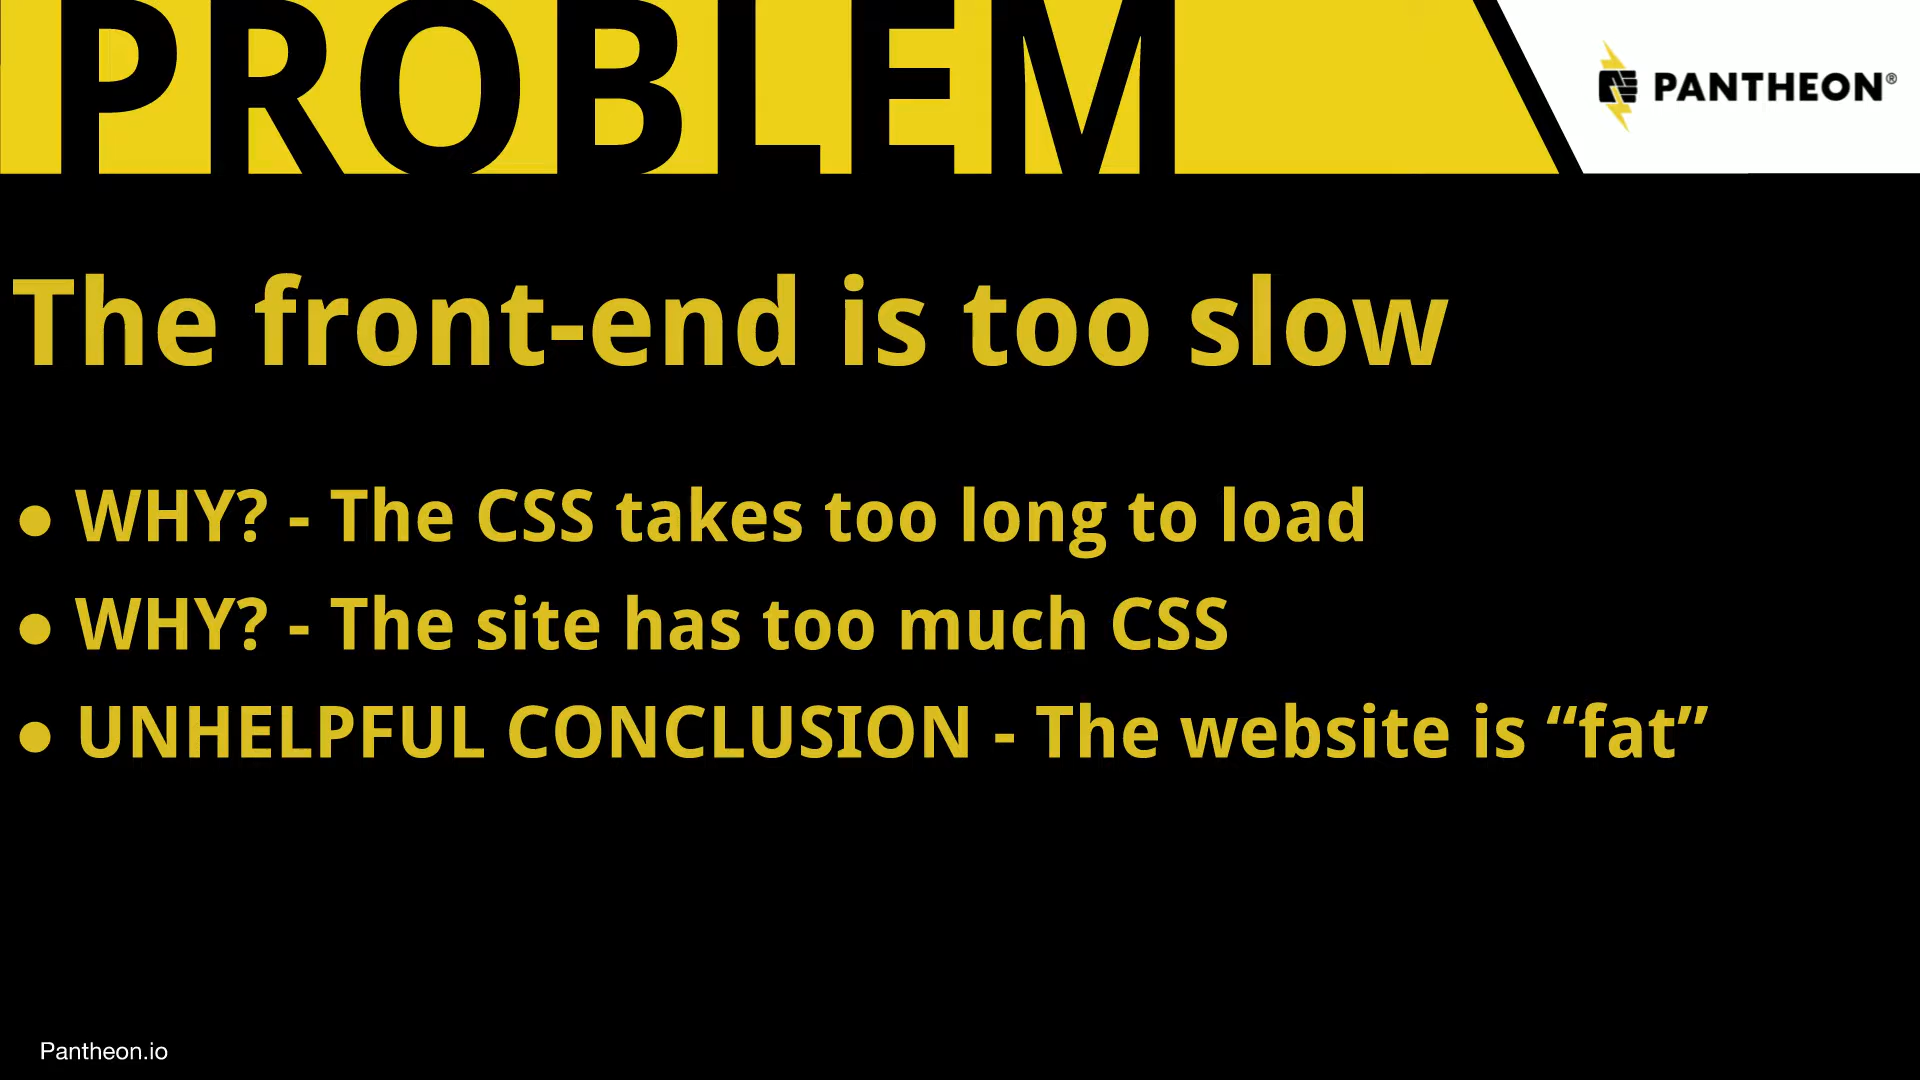 PROBLEM
PANTHEON®
The front-end is too slow
● WHY? - The CSS takes too long to load
● WHY? - The site has too much CSS
● UNHELPFUL CONCLUSION - The website is “fat”
Pantheon.io